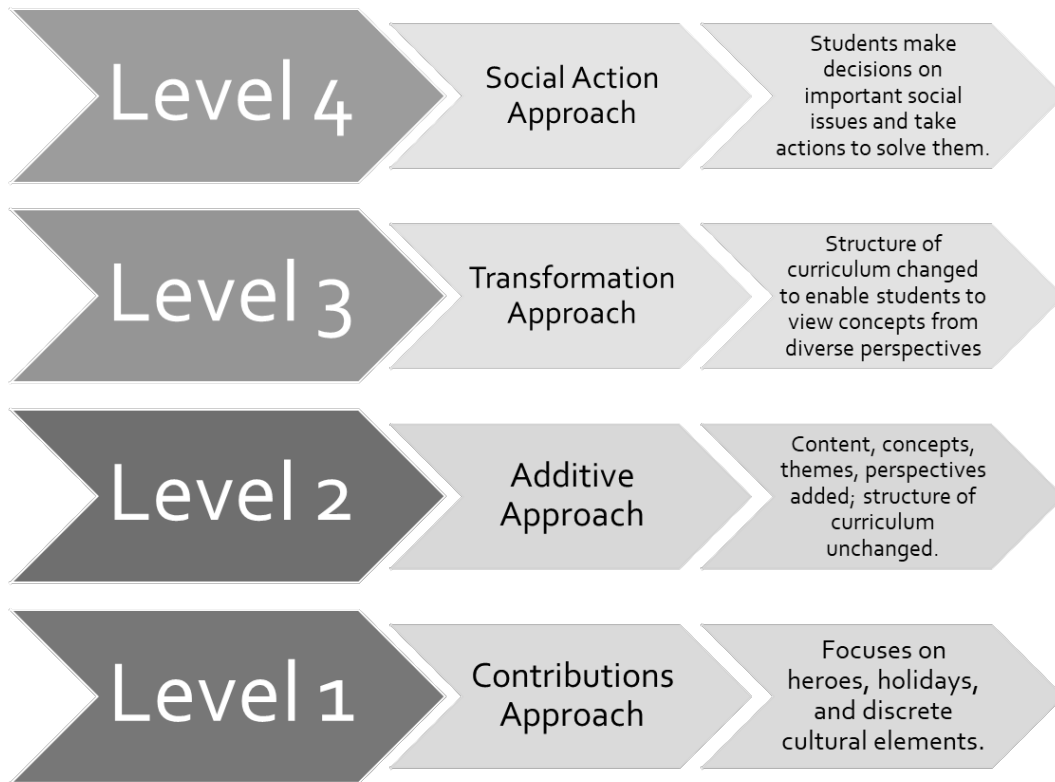 Level 4
Social Action
Approach
Students make
decisions on
important social
issues and take
actions to solve them.
Level 3
Transformation
Approach
Structure of
curriculum changed
to enable students to
view concepts from
diverse perspectives
Level 2
Additive
Approach
Content, concepts,
themes, perspectives
added; structure of
curriculum
unchanged.
Level 1
Contributions
Approach
Focuses on
heroes, holidays,
and discrete
cultural elements.